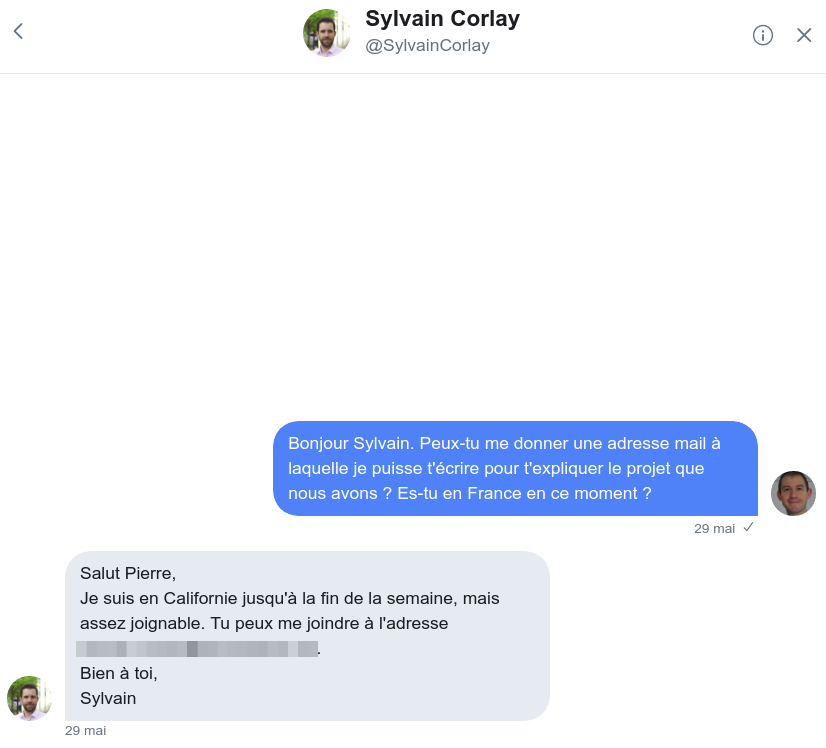 Sylvain Corlay
@SylvainCorlay
Bonjour Sylvain. Peux-tu me donner une adresse mail à
laquelle je puisse t'écrire pour t'expliquer le projet que
nous avons ? Es-tu en France en ce moment ?
29 mai
Salut Pierre,
Je suis en Californie jusqu'à la fin de la semaine, mais
assez joignable. Tu peux me joindre à l'adresse
.
Bien à toi,
Sylvain
29 mai